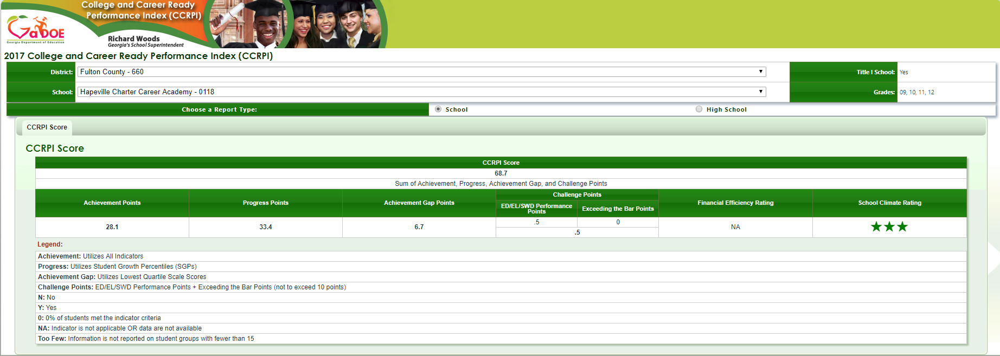 College and Career Ready
Performance Index (CCRPI)
GaDOE
Georgia Department of Education
Richard Woods
Georgia's School Superintendent
2017 College and Career Ready Performance Index (CCRPI)
District: Fulton County - 660 Title I School: Yes
School: Hapeville Charter Career Academy - 0118 Grades: 09, 10, 11, 12
Choose a Report Type: School High School
CCRPI Score
CCRPI Score
CCRPI Score
68.7
Sum of Achievement, Progress, Achievement Gap, and Challenge Points
Achievement Points Progress Points Achievement Gap Points Challenge Points Financial Efficiency Rating School Climate Rating
ED/EL/SWD Performance Points Exceeding the Bar Points
28.1 33.4 6.7 .5 0 NA ★★★
.5
Legend:
Achievement: Utilizes All Indicators
Progress: Utilizes Student Growth Percentiles (SGPs)
Achievement Gap: Utilizes Lowest Quartile Scale Scores
Challenge Points: ED/EL/SWD Performance Points + Exceeding the Bar Points (not to exceed 10 points)
N: No
Y: Yes
0: 0% of students met the indicator criteria
NA: Indicator is not applicable OR data are not available
Too Few: Information is not reported on student groups with fewer than 15